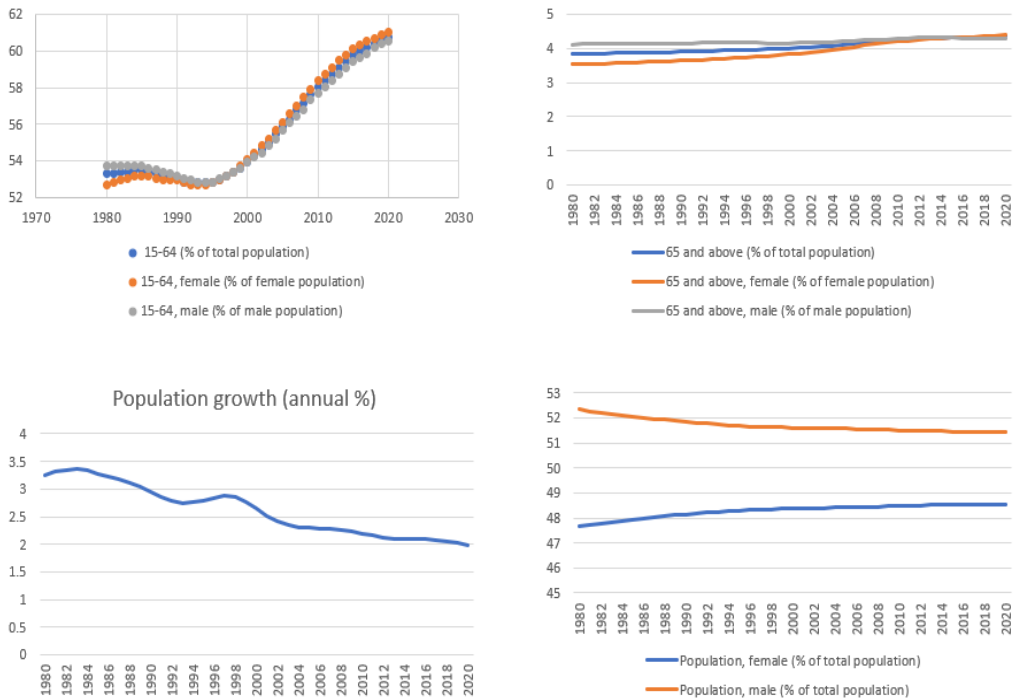 62
60
58
56
54
52
1970 1980 1990 2000 2010 2020 2030
15-64 (% of total population)
15-64, female (% of female population)
15-64, male (% of male population)
5
4
3
2
1
0
1980 1982 1984 1986 1988 1990 1992 1994 1996 1998 2000 2002 2004 2006 2008 2010 2012 2014 2016 2018 2020
65 and above (% of total population)
65 and above, female (% of female population)
65 and above, male (% of male population)
Population growth (annual %)
4
3.5
3
2.5
2
1.5
1
0.5
0
1980 1982 1984 1986 1988 1990 1992 1994 1996 1998 2000 2002 2004 2006 2008 2010 2012 2014 2016 2018 2020
53
52
51
50
49
48
47
46
45
1980 1982 1984 1986 1988 1990 1992 1994 1996 1998 2000 2002 2004 2006 2008 2010 2012 2014 2016 2018 2020
Population, female (% of total population)
Population, male (% of total population)